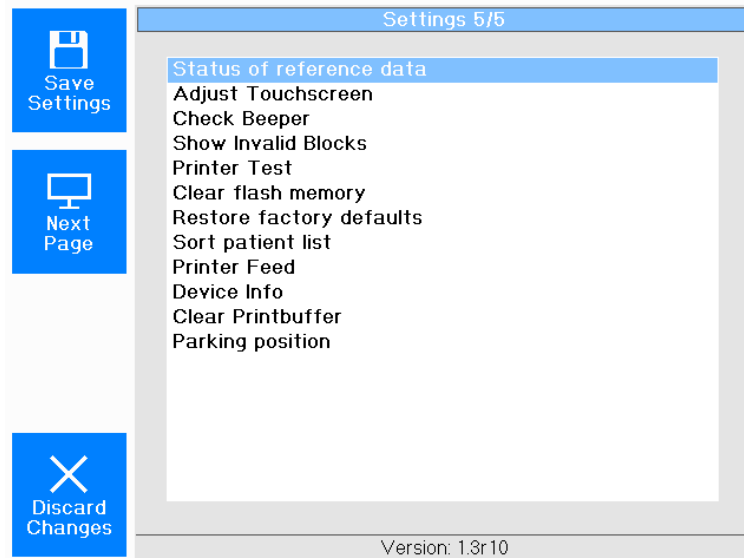 Settings 5/5
Save
Settings
Next
Page
Discard
Changes
Status of reference data
Adjust Touchscreen
Check Beeper
Show Invalid Blocks
Printer Test
Clear flash memory
Restore factory defaults
Sort patient list
Printer Feed
Device Info
Clear Printbuffer
Parking position
Version: 1.3r10